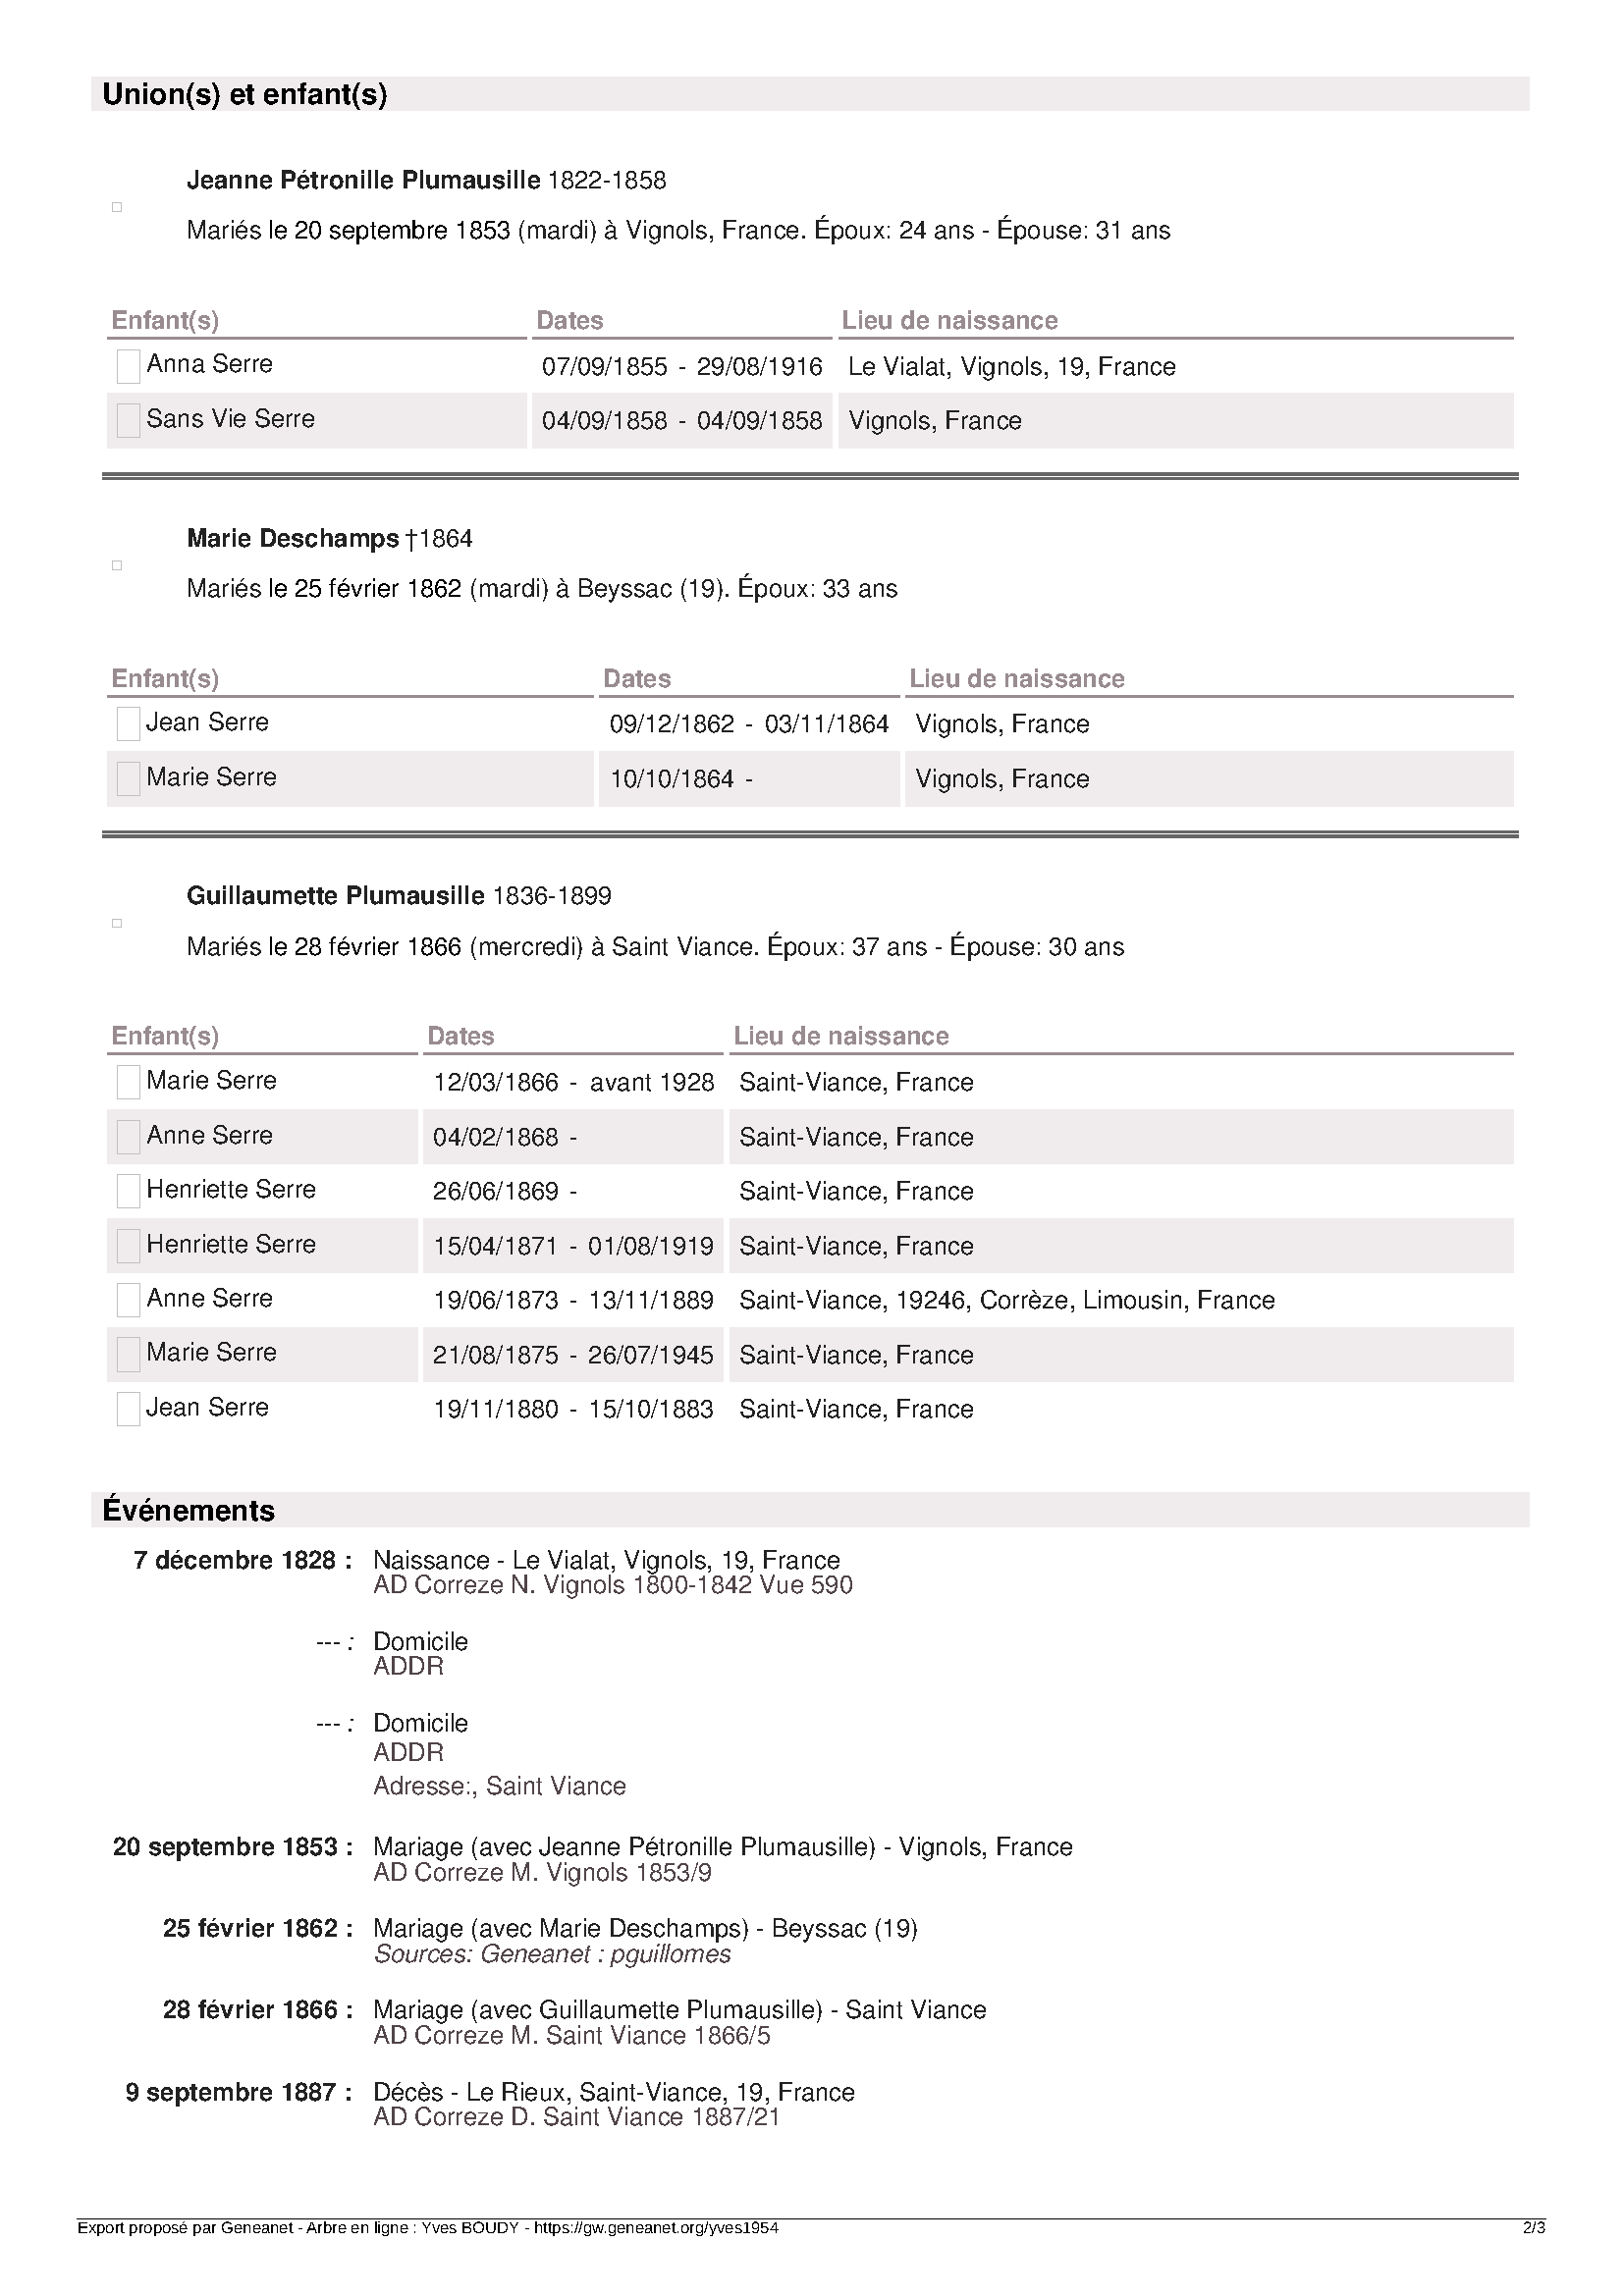 Union(s) et enfant(s)
Jeanne Pétronille Plumausille 1822-1858
Mariés le 20 septembre 1853 (mardi) à Vignols, France. Époux: 24 ans - Épouse: 31 ans
Enfant(s) Dates Lieu de naissance
Anna Serre 07/09/1855 - 29/08/1916 Le Vialat, Vignols, 19, France
Sans Vie Serre 04/09/1858 - 04/09/1858 Vignols, France
Marie Deschamps †1864
Mariés le 25 février 1862 (mardi) à Beyssac (19). Époux: 33 ans
Enfant(s) Dates Lieu de naissance
Jean Serre 09/12/1862 - 03/11/1864 Vignols, France
Marie Serre 10/10/1864 - Vignols, France
Guillaumette Plumausille 1836-1899
Mariés le 28 février 1866 (mercredi) à Saint Viance. Époux: 37 ans - Épouse: 30 ans
Enfant(s) Dates Lieu de naissance
Marie Serre 12/03/1866 - avant 1928 Saint-Viance, France
Anne Serre 04/02/1868 - Saint-Viance, France
Henriette Serre 26/06/1869 - Saint-Viance, France
Henriette Serre 15/04/1871 - 01/08/1919 Saint-Viance, France
Anne Serre 19/06/1873 - 13/11/1889 Saint-Viance, 19246, Corrèze, Limousin, France
Marie Serre 21/08/1875 - 26/07/1945 Saint-Viance, France
Jean Serre 19/11/1880 - 15/10/1883 Saint-Viance, France
Événements
7 décembre 1828 : Naissance - Le Vialat, Vignols, 19, France
AD Correze N. Vignols 1800-1842 Vue 590
--- : Domicile
ADDR
--- : Domicile
ADDR
Adresse:, Saint Viance
20 septembre 1853 : Mariage (avec Jeanne Pétronille Plumausille) - Vignols, France
AD Correze M. Vignols 1853/9
25 février 1862 : Mariage (avec Marie Deschamps) - Beyssac (19)
Sources: Geneanet : pguillomes
28 février 1866 : Mariage (avec Guillaumette Plumausille) - Saint Viance
AD Correze M. Saint Viance 1866/5
9 septembre 1887 : Décès - Le Rieux, Saint-Viance, 19, France
AD Correze D. Saint Viance 1887/21
Export proposé par Geneanet - Arbre en ligne : Yves BOUDY - https://gw.geneanet.org/yves1954 2/3